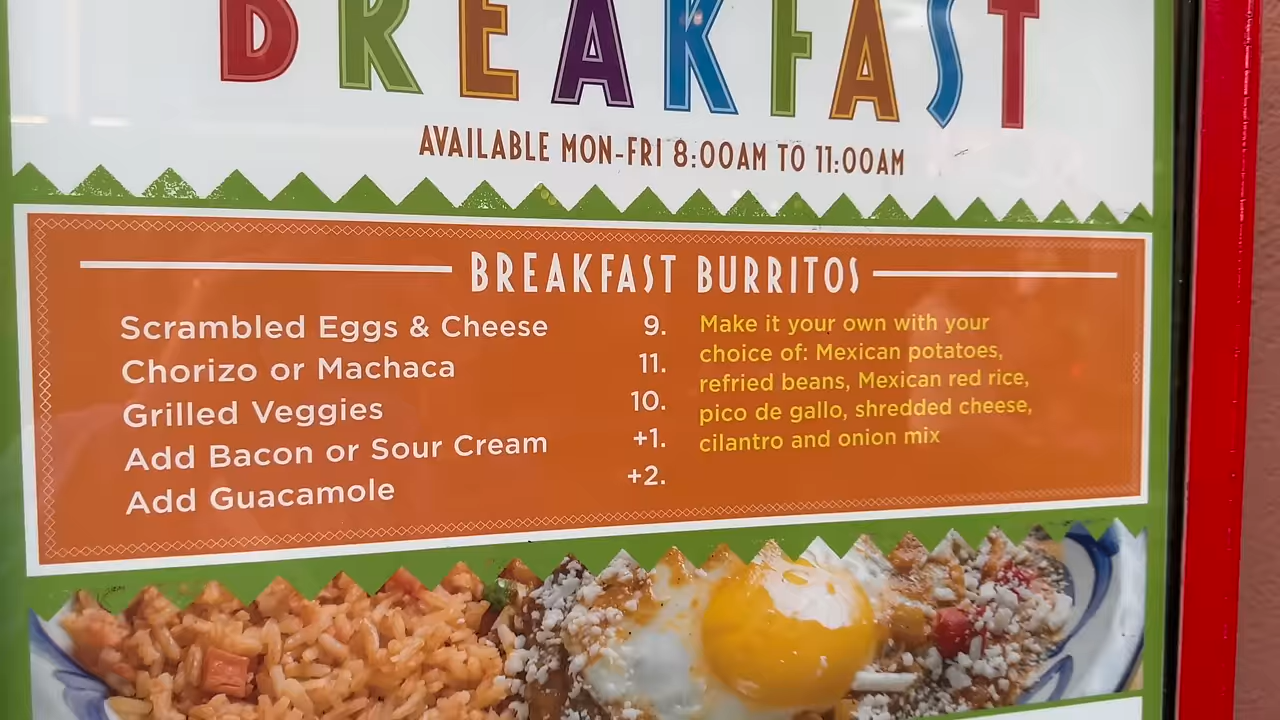 BREAKFAST
AVAILABLE MON-FRI 8:00AM TO 11:00AM
BREAKFAST BURRITOS
Scrambled Eggs & Cheese 9.
Chorizo or Machaca 11.
Grilled Veggies 10.
Add Bacon or Sour Cream +1.
Add Guacamole +2.
Make it your own with your
choice of: Mexican potatoes,
refried beans, Mexican red rice,
pico de gallo, shredded cheese,
cilantro and onion mix